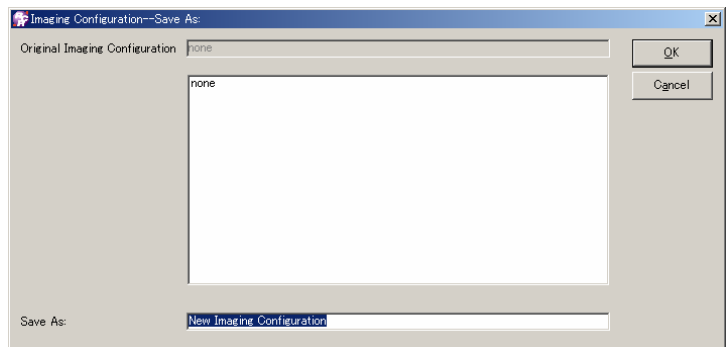 Imaging Configuration--Save As:
Original Imaging Configuration none
OK
none
Cancel
Save As: New Imaging Configuration